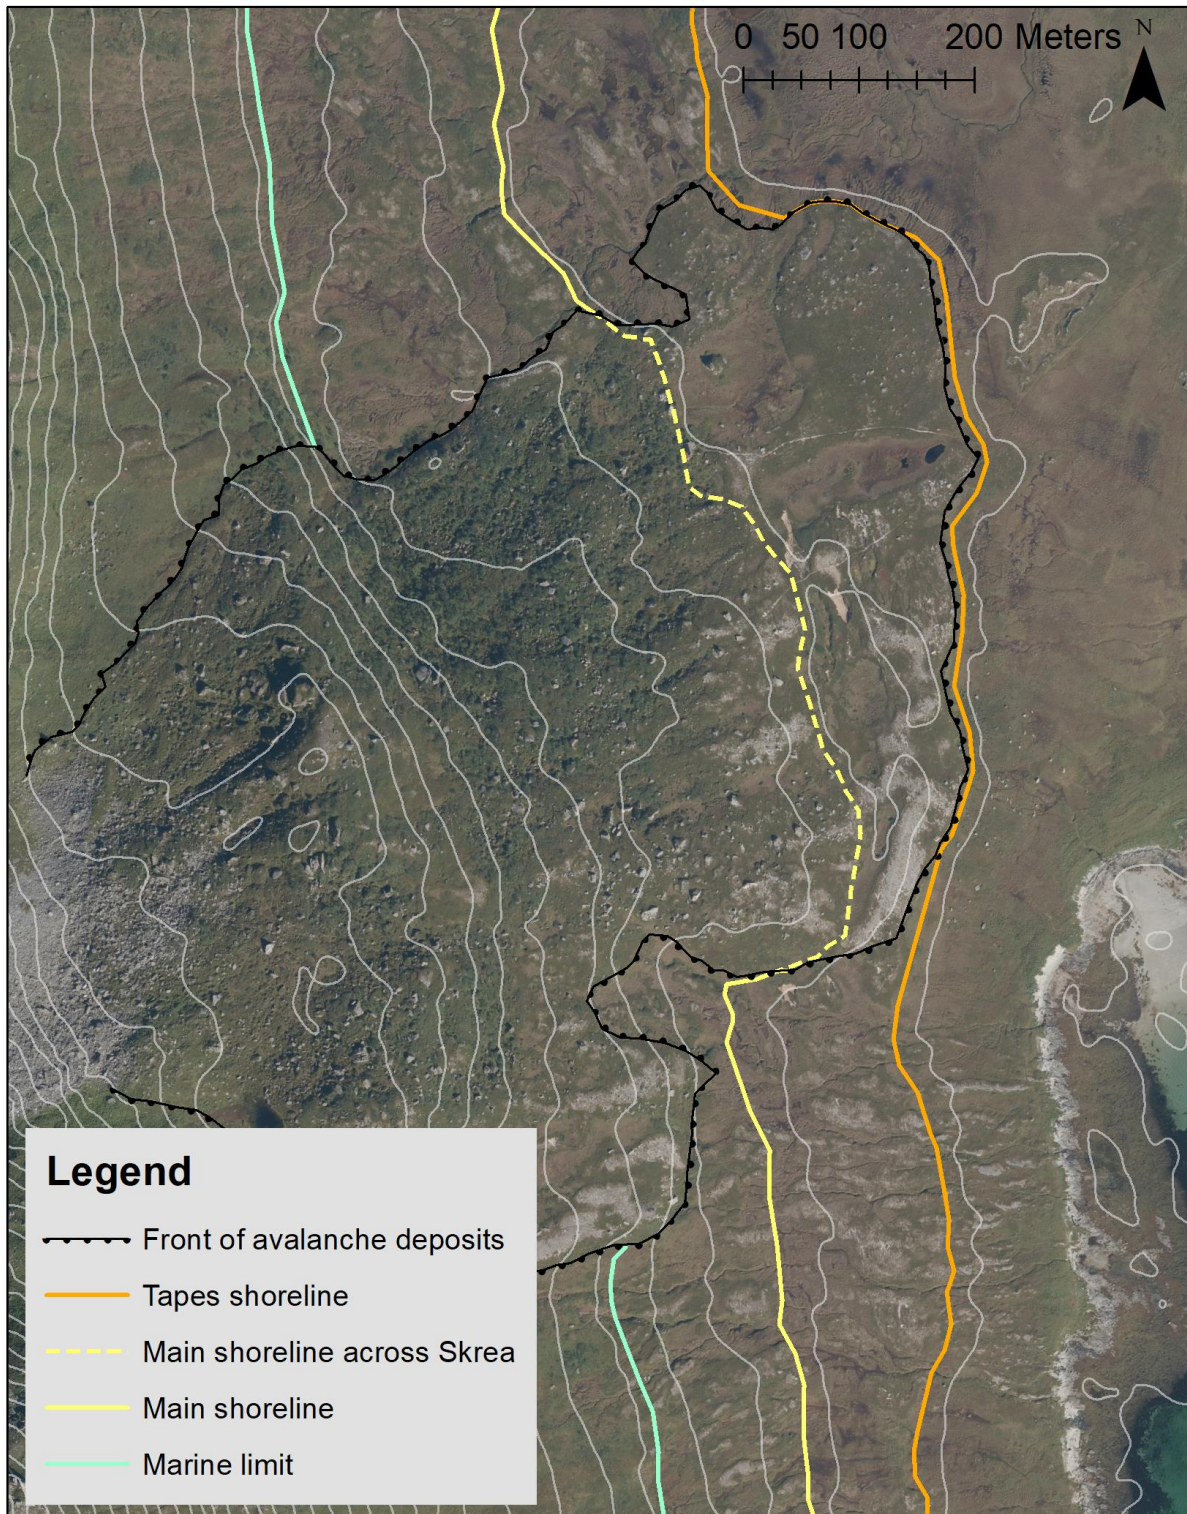 0 50 100 200 Meters
N
Legend
Front of avalanche deposits
Tapes shoreline
Main shoreline across Skrea
Main shoreline
Marine limit